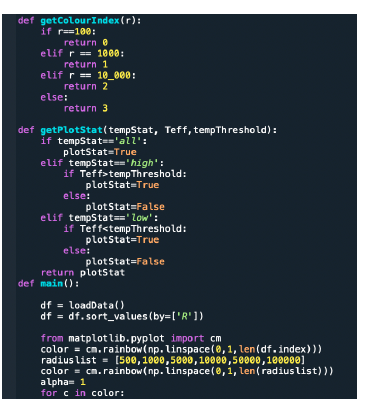 def getColourIndex(r):
    if r==100:
        return 0
    elif r == 1000:
        return 1
    elif r == 10_000:
        return 2
    else:
        return 3

def getPlotStat(tempStat, Teff,tempThreshold):
    if tempStat=='all':
        plotStat=True
    elif tempStat=='high':
        if Teff>tempThreshold:
            plotStat=True
        else:
            plotStat=False
    elif tempStat=='low':
        if Teff<tempThreshold:
            plotStat=True
        else:
            plotStat=False
    return plotStat
def main():

    df = loadData()
    df = df.sort_values(by=['R'])

    from matplotlib.pyplot import cm
    color = cm.rainbow(np.linspace(0,1,len(df.index)))
    radiuslist = [500,1000,5000,10000,50000,100000]
    color = cm.rainbow(np.linspace(0,1,len(radiuslist)))
    alpha= 1
    for c in color: